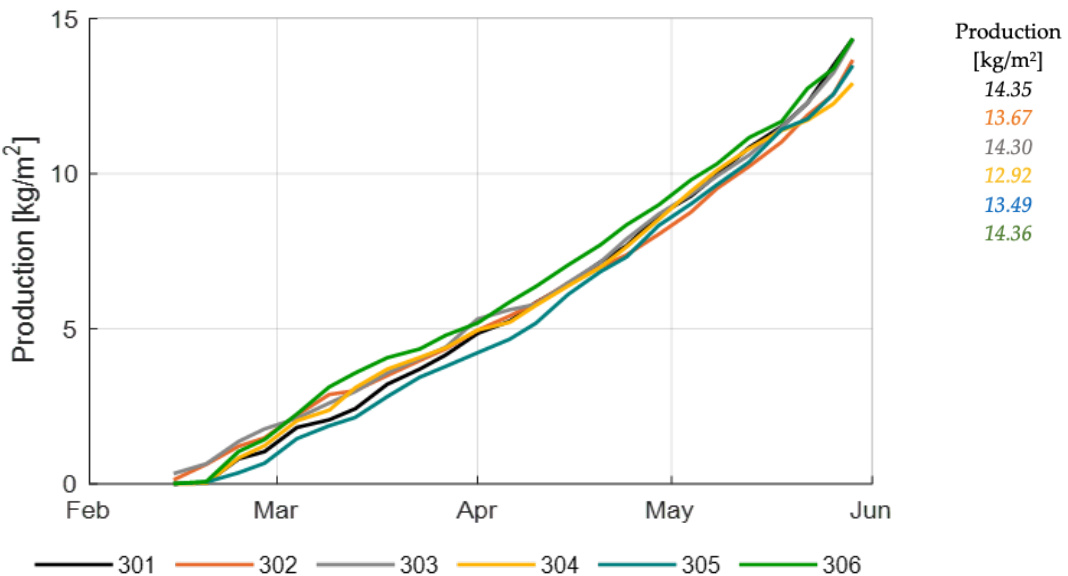 15
10
5
0
Production [kg/m²]
Feb Mar Apr May Jun
301 302 303 304 305 306
Production
[kg/m²]
14.35
13.67
14.30
12.92
13.49
14.36